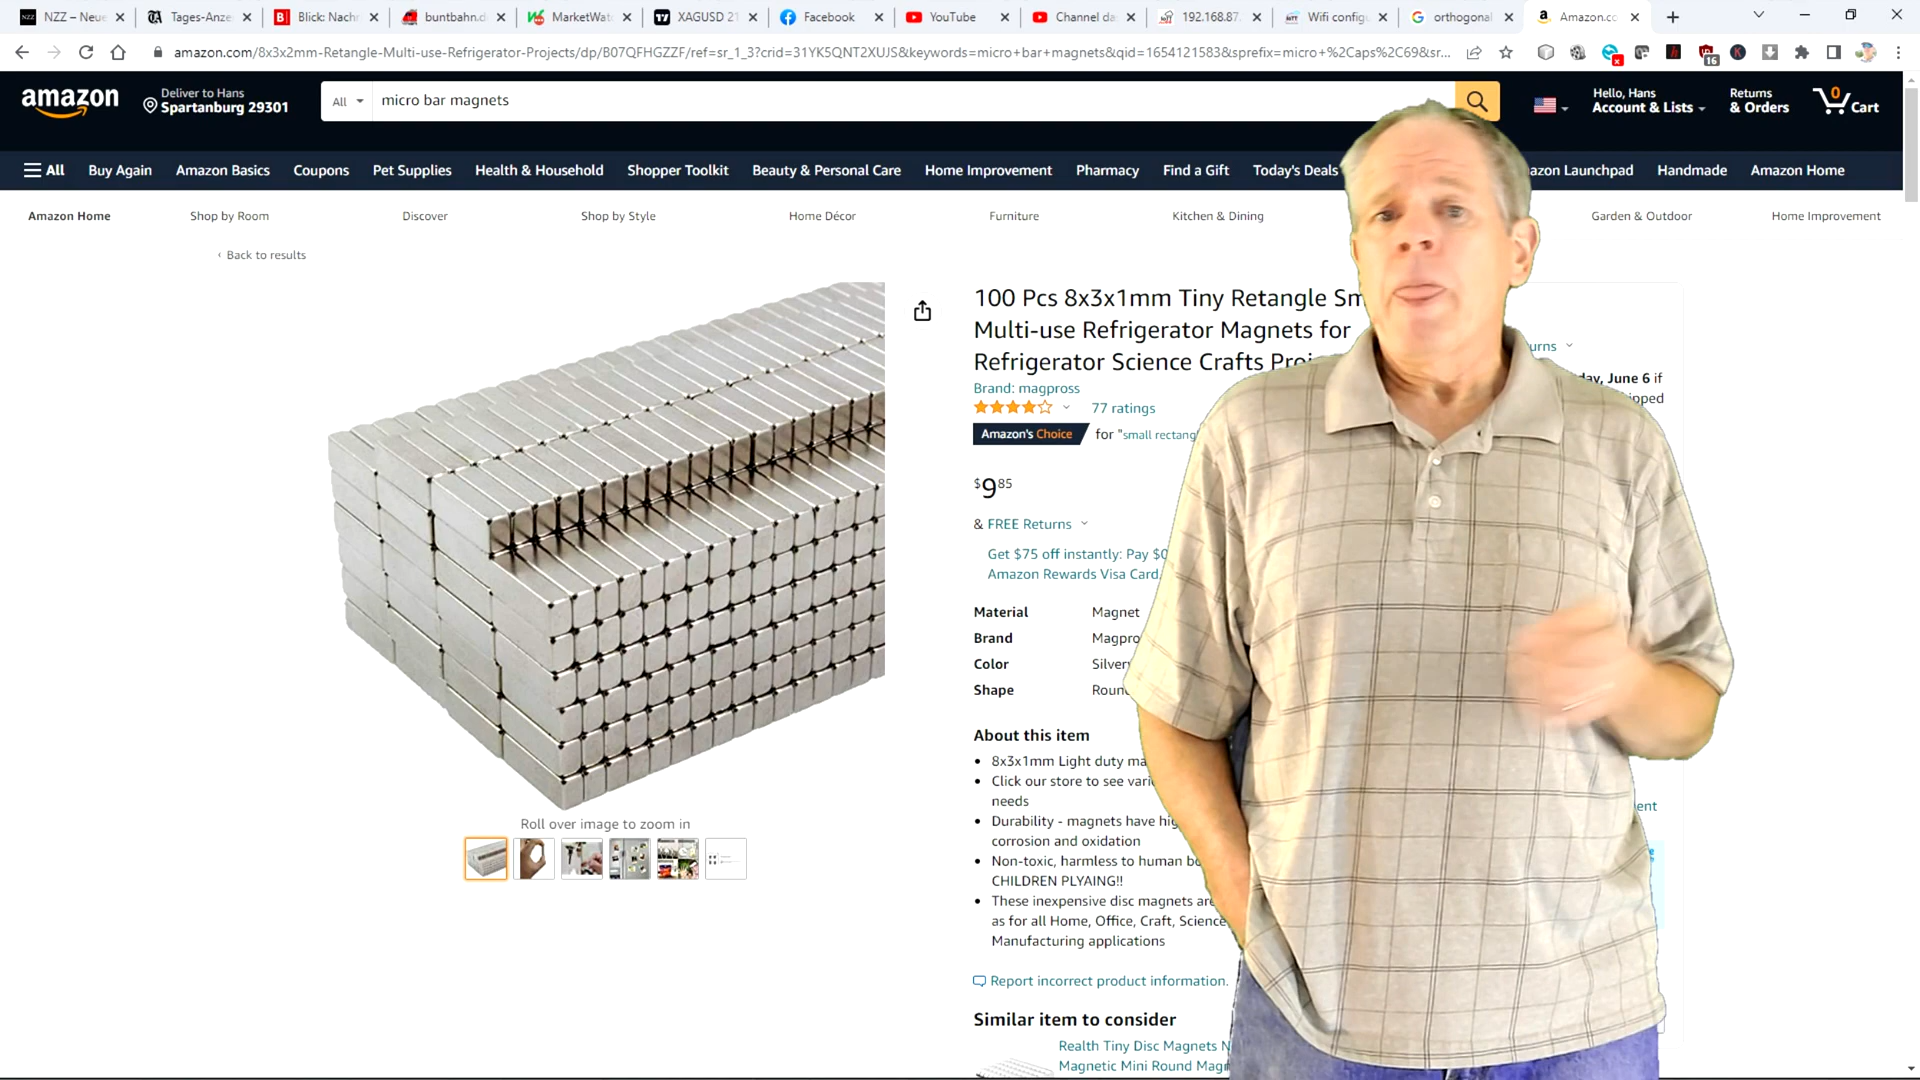 NZZ – Neue
Tages-Anze
Blick: Nachr
buntbahn.d
MarketWat
XAGUSD 21
Facebook
YouTube
Channel da
192.168.87.
Wifi config
orthogonal
Amazon.co
amazon.com/8x3x2mm-Retangle-Multi-use-Refrigerator-Projects/dp/B07QFHGZZF/ref=sr_1_3?crid=31YK5QNT2XUJS&keywords=micro+bar+magnets&qid=1654121583&sprefix=micro+%2Caps%2C69&sr...
16
amazon
Deliver to Hans
Spartanburg 29301
All
micro bar magnets
Hello, Hans
Account & Lists
Returns
& Orders
0
Cart
All Buy Again Amazon Basics Coupons Pet Supplies Health & Household Shopper Toolkit Beauty & Personal Care Home Improvement Pharmacy Find a Gift Today's Deals azon Launchpad Handmade Amazon Home
Amazon Home Shop by Room Discover Shop by Style Home Décor Furniture Kitchen & Dining Garden & Outdoor Home Improvement
‹ Back to results
100 Pcs 8x3x1mm Tiny Retangle Sm
Multi-use Refrigerator Magnets for
Refrigerator Science Crafts Proj
Brand: magpross
77 ratings
Amazon's Choice for "small rectang
$9 85
& FREE Returns
Get $75 off instantly: Pay $0
Amazon Rewards Visa Card.
Material Magnet
Brand Magpro
Color Silver
Shape Roun
About this item
• 8x3x1mm Light duty ma
• Click our store to see vari
needs
• Durability - magnets have hig
corrosion and oxidation
• Non-toxic, harmless to human bo
CHILDREN PLYAING!!
• These inexpensive disc magnets are
as for all Home, Office, Craft, Science
Manufacturing applications
Report incorrect product information.
Similar item to consider
Realth Tiny Disc Magnets N
Magnetic Mini Round Magn
Roll over image to zoom in
urns
day, June 6 if
ipped
ent